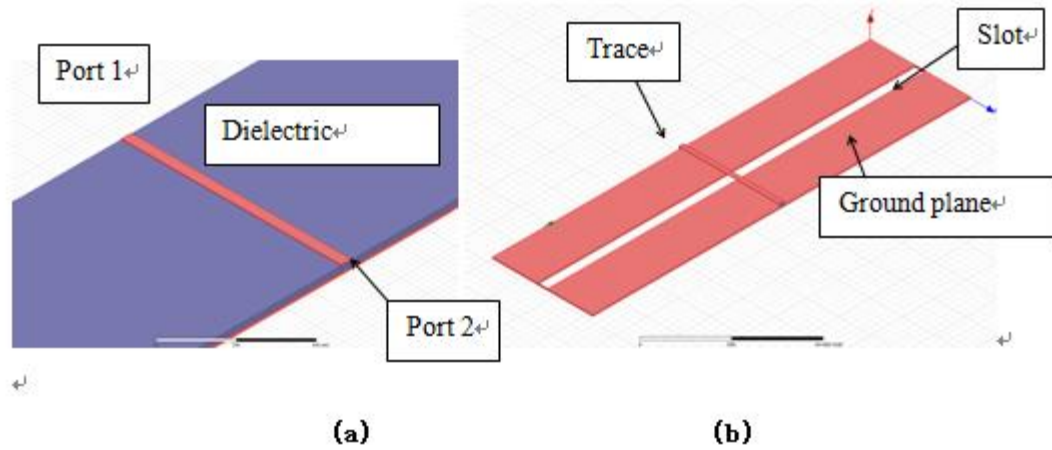 Port 1↵
Dielectric↵
Port 2↵
Trace↵
Slot↵
Ground plane↵
↵
↵
(a)
(b)